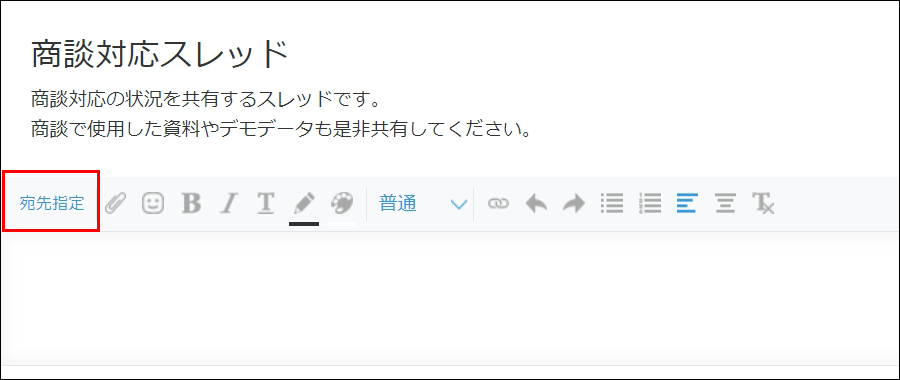 商談対応スレッド
商談対応の状況を共有するスレッドです。
商談で使用した資料やデモデータも是非共有してください。
宛先指定 B I T 普通